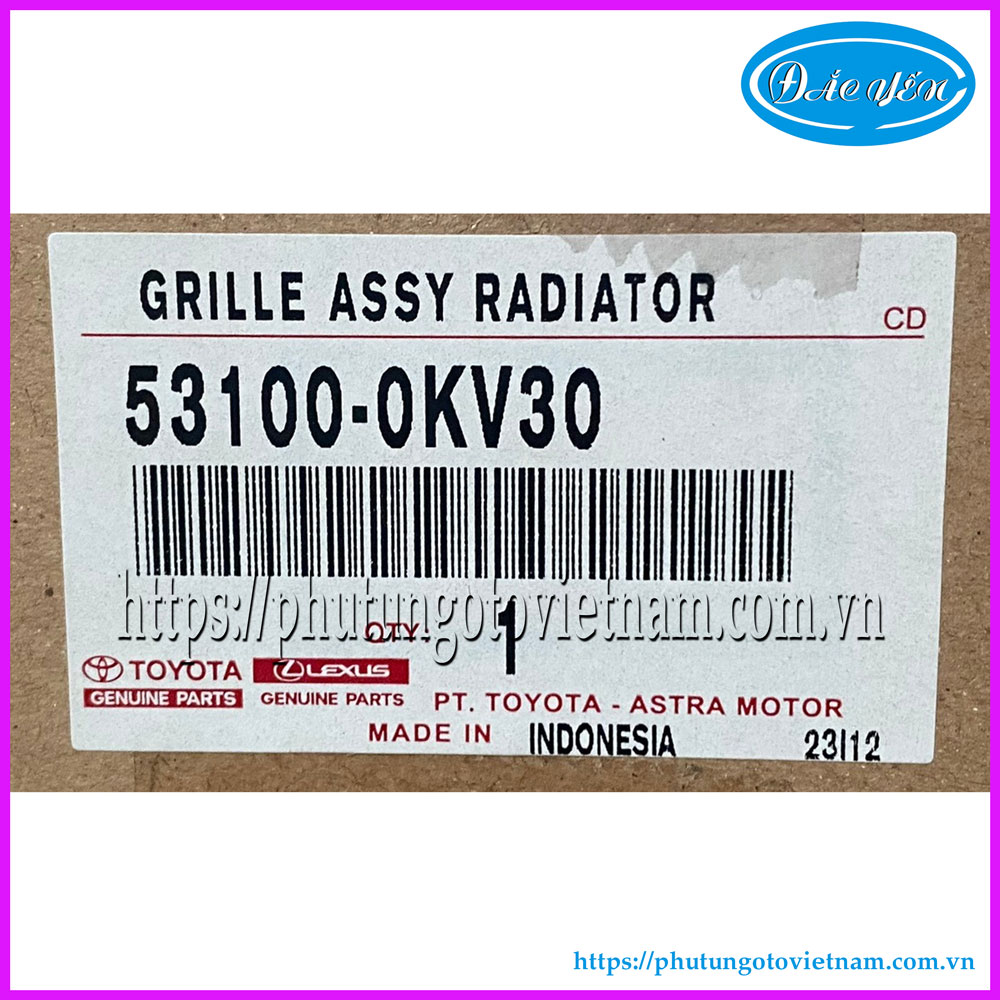 ĐẮC YẾN
GRILLE ASSY RADIATOR
CD
53100-0KV30
https://phutungotovietnam.com.vn
QTY. 1
TOYOTA LEXUS
GENUINE PARTS GENUINE PARTS PT. TOYOTA - ASTRA MOTOR
MADE IN INDONESIA 23I12
https://phutungotovietnam.com.vn